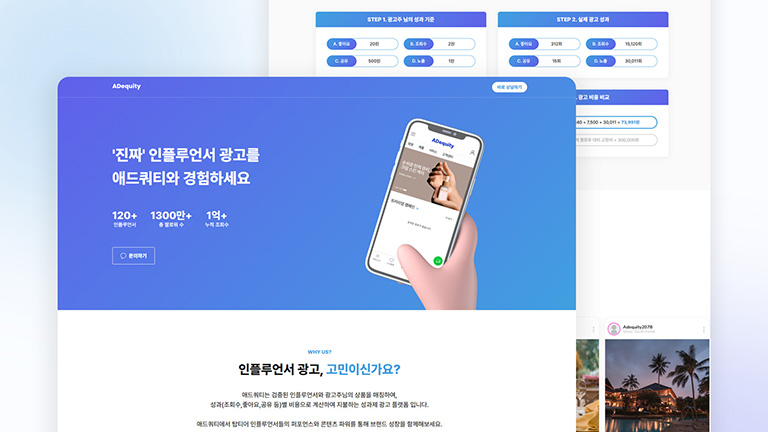 STEP 1. 광고주 님의 성과 기준
A. 좋아요 20만 B. 조회수 2만
C. 공유 500만 D. 노출 1만
STEP 2. 실제 광고 성과
A. 좋아요 312회 B. 조회수 15,120회
C. 공유 15회 D. 노출 30,011회
광고 비용 비교
+ 7,500 + 30,011 = 73,991원
ADequity
바로 상담하기
'진짜' 인플루언서 광고를
애드쿼티와 경험하세요
120+ 1300만+ 1억+
인플루언서 총 팔로워 수 누적 조회수
문의하기
ADequity
WHY US?
인플루언서 광고, 고민이신가요?
애드쿼티는 검증된 인플루언서와 광고주님의 상품을 매칭하여,
성과(조회수,좋아요,공유 등)별 비용으로 계산하여 지불하는 성과제 광고 플랫폼 입니다.
애드쿼티에서 탑티어 인플루언서들의 퍼포먼스와 콘텐츠 파워를 통해 브랜드 성장을 함께해보세요.
Adequity2078